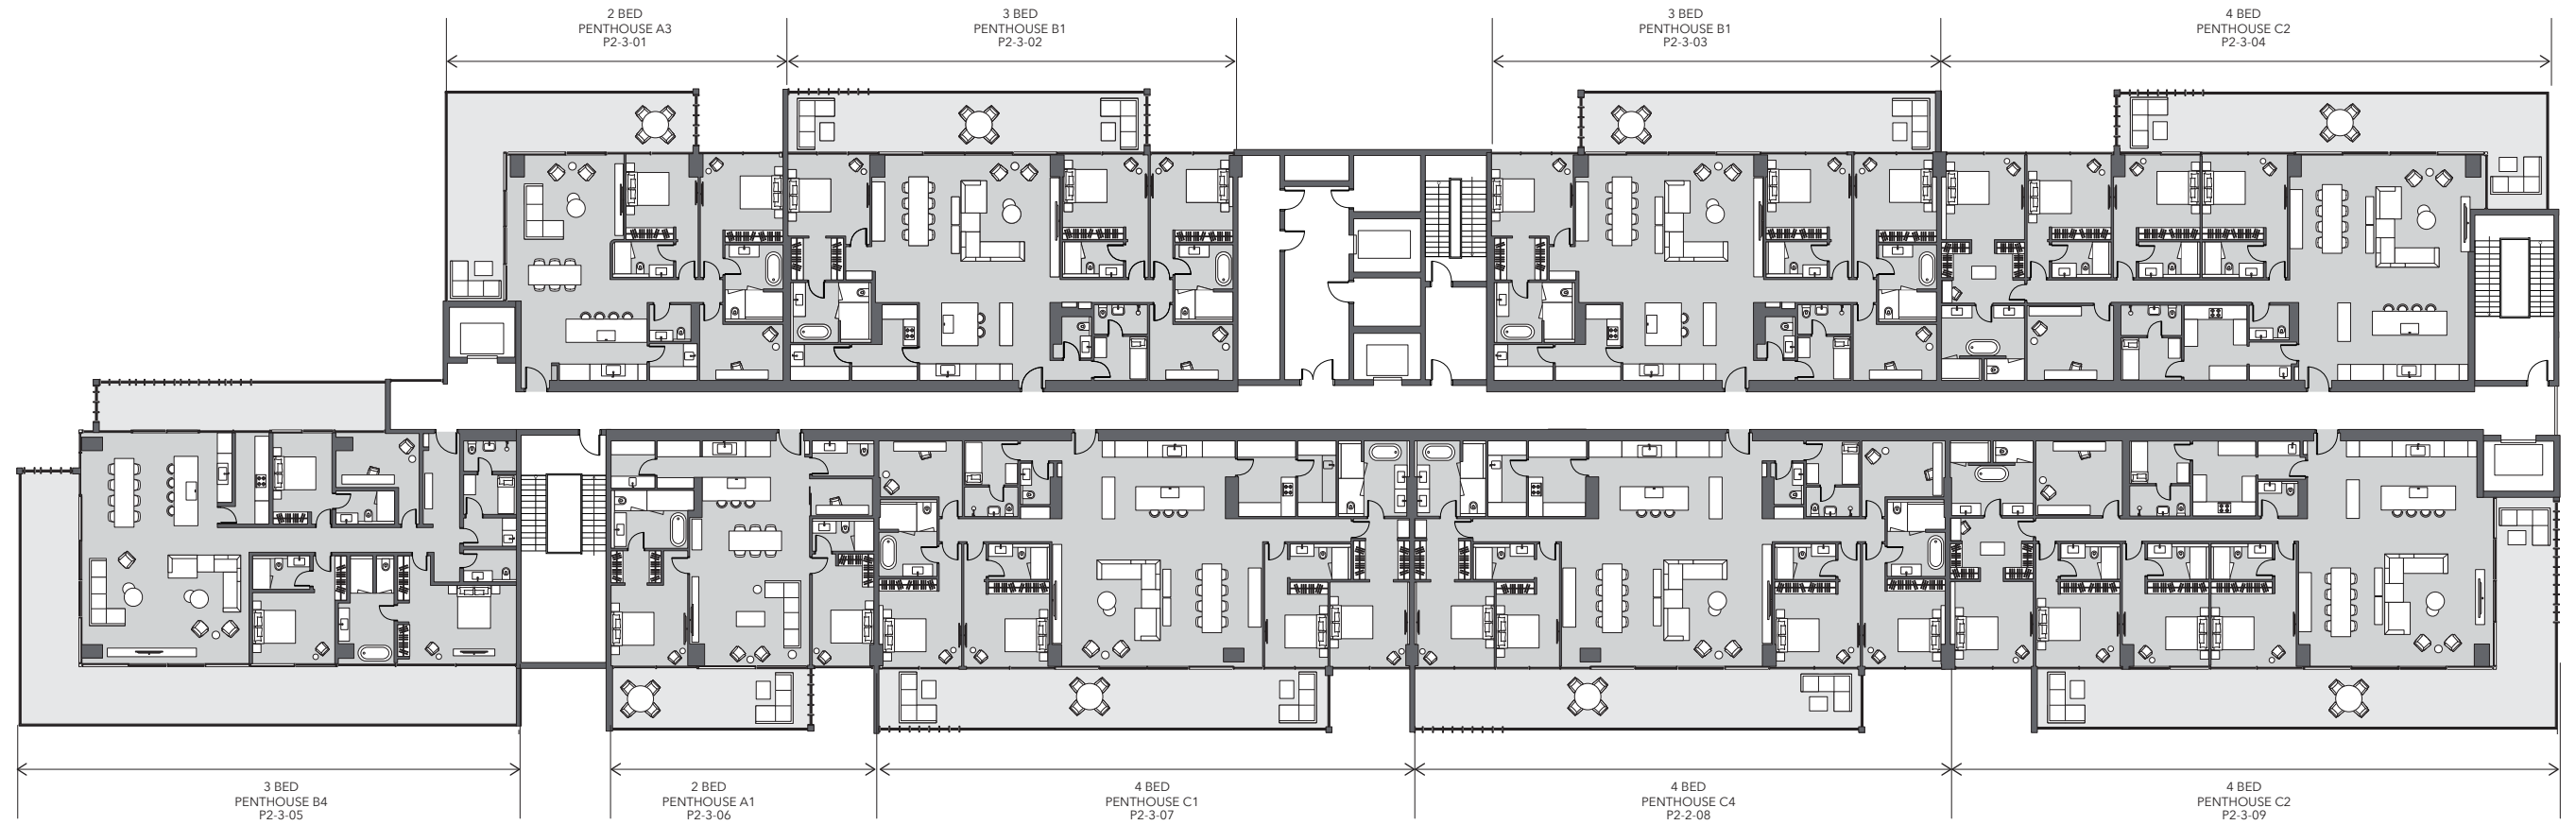 2 BED
PENTHOUSE A3
P2-3-01
3 BED
PENTHOUSE B1
P2-3-02
3 BED
PENTHOUSE B1
P2-3-03
4 BED
PENTHOUSE C2
P2-3-04
3 BED
PENTHOUSE B4
P2-3-05
2 BED
PENTHOUSE A1
P2-3-06
4 BED
PENTHOUSE C1
P2-3-07
4 BED
PENTHOUSE C4
P2-2-08
4 BED
PENTHOUSE C2
P2-3-09